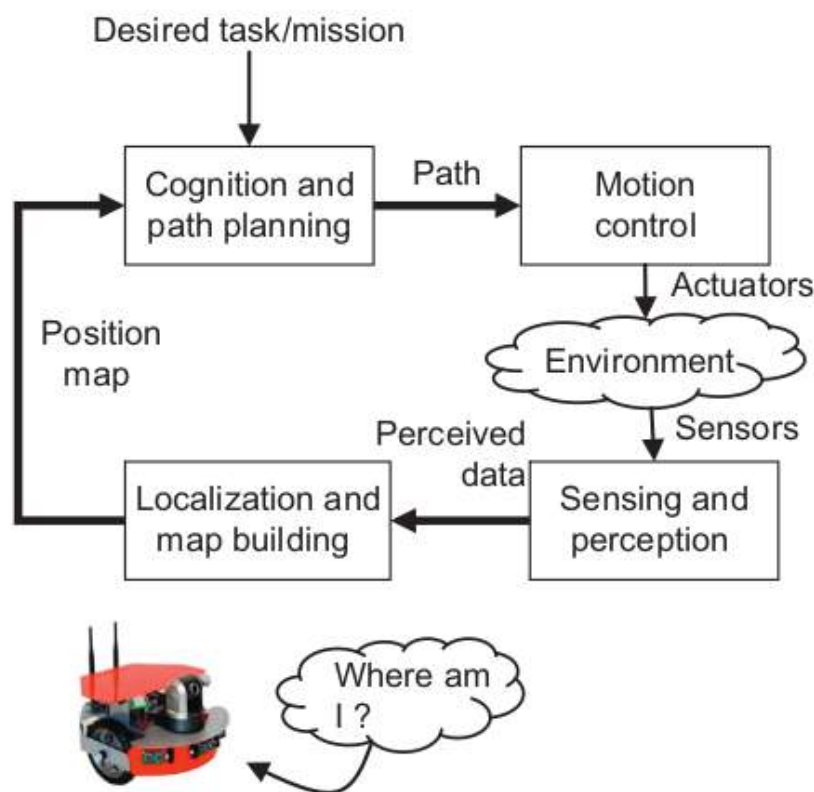 Desired task/mission
Cognition and
path planning
Path
Motion
control
Actuators
Position
map
Environment
Perceived
data
Sensors
Localization and
map building
Sensing and
perception
Where am
I ?